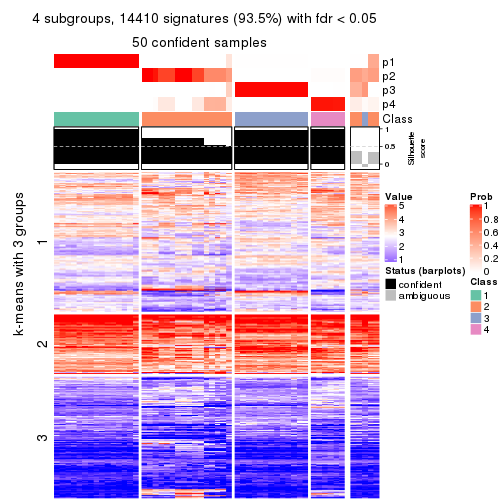 4 subgroups, 14410 signatures (93.5%) with fdr < 0.05
50 confident samples
p1
p2
p3
p4
Class
1
0.5
0
Silhouette
score
k-means with 3 groups
1
2
3
Value
5
4
3
2
1
Status (barplots)
confident
ambiguous
Prob
1
0.8
0.6
0.4
0.2
0
Class
1
2
3
4